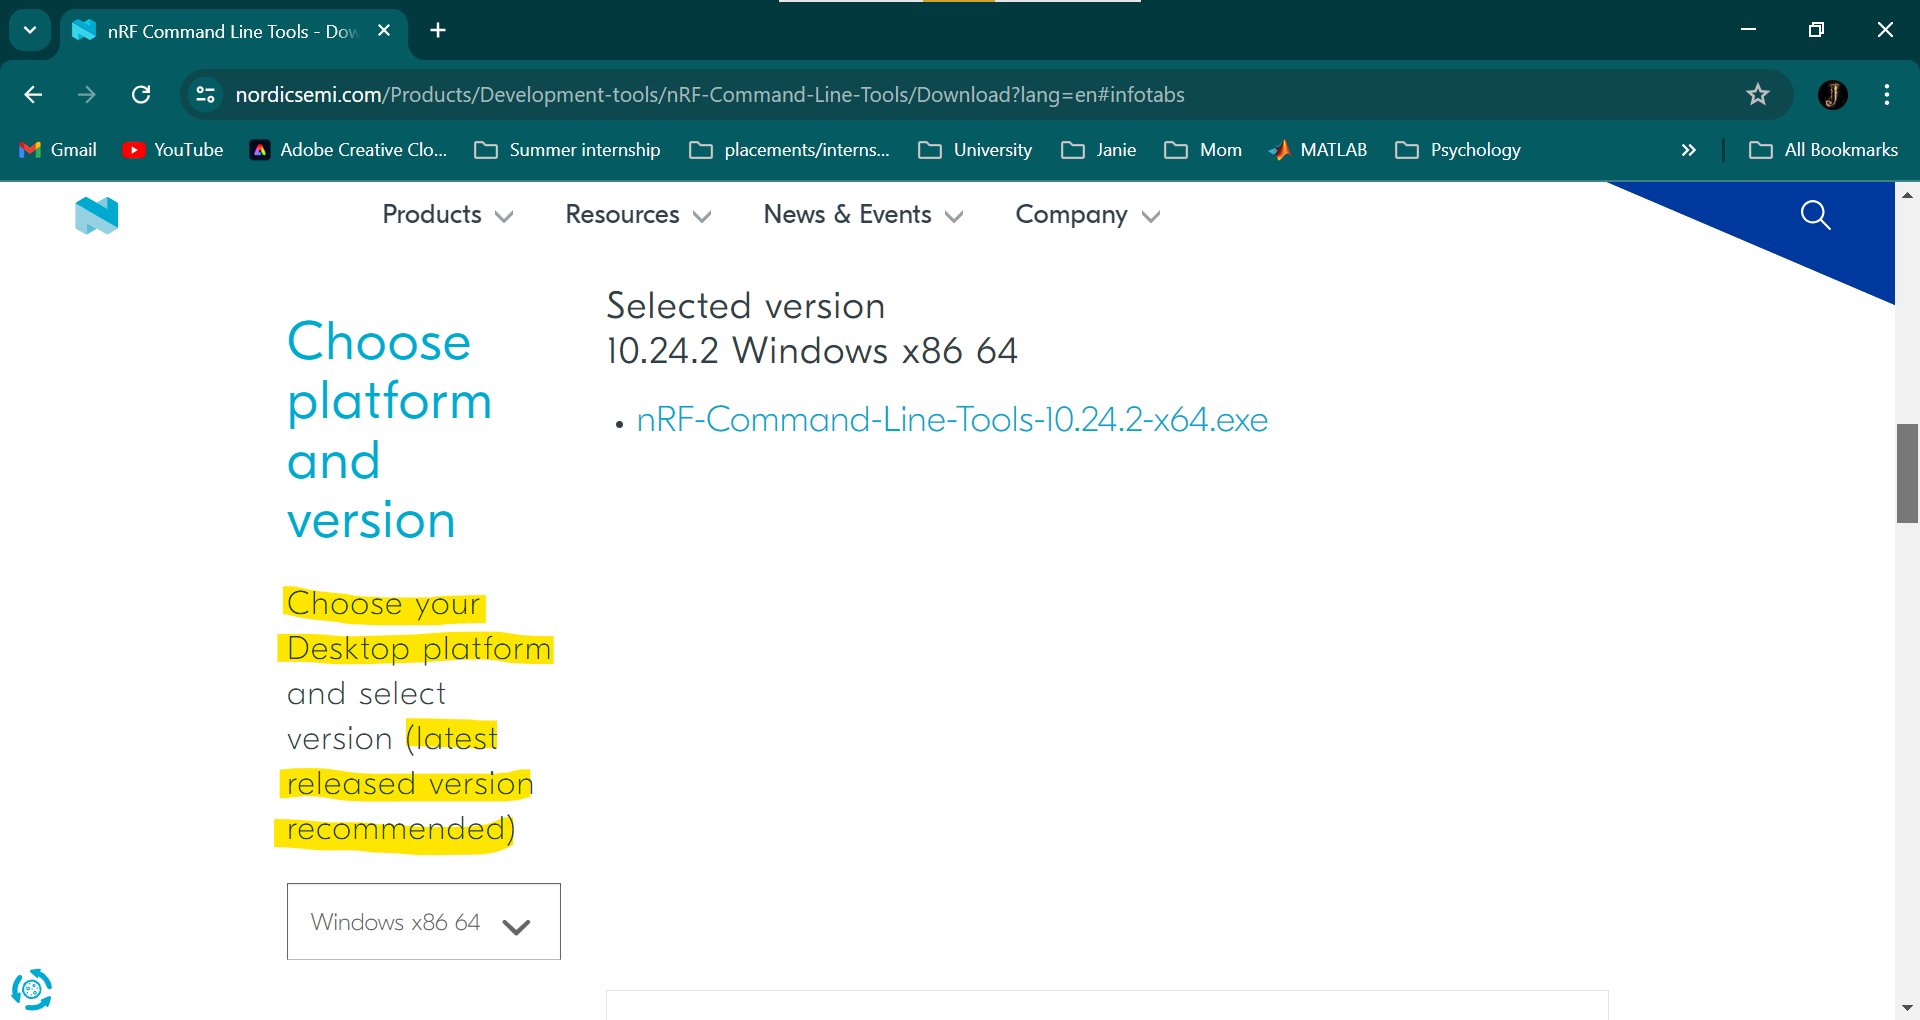 nRF Command Line Tools - Dow
nordicsemi.com/Products/Development-tools/nRF-Command-Line-Tools/Download?lang=en#infotabs
Gmail YouTube Adobe Creative Clo... Summer internship placements/interns... University Janie Mom MATLAB Psychology » All Bookmarks
Products Resources News & Events Company
Choose
platform
and
version
Choose your
Desktop platform
and select
version (latest
released version
recommended)
Windows x86 64
Selected version
10.24.2 Windows x86 64
• nRF-Command-Line-Tools-10.24.2-x64.exe